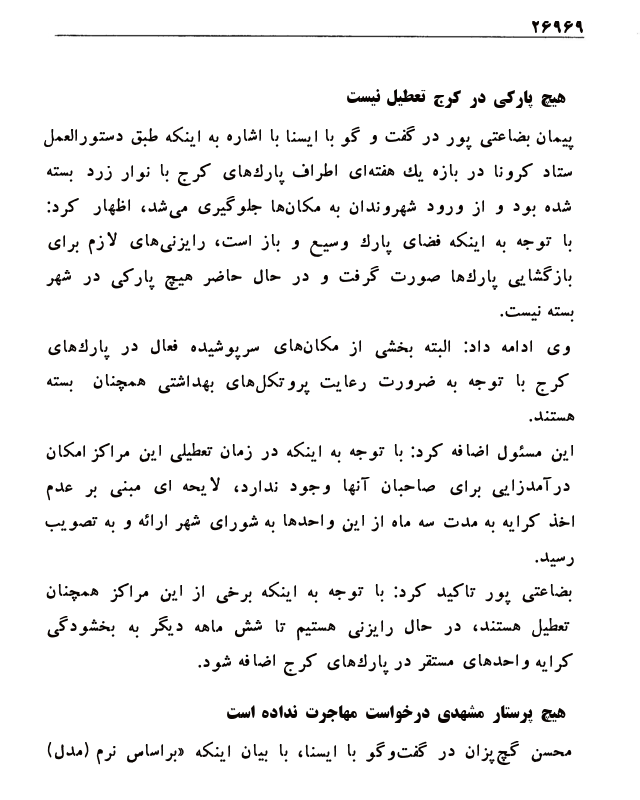 ۲۶۹۶۹
هیچ پارکی در کرج تعطیل نیست
پیمان بضاعتی پور در گفت و گو با ایسنا با اشاره به اینکه طبق دستورالعمل
ستاد کرونا در بازه یك هفته‌ای اطراف پارك‌های کرج با نوار زرد بسته
شده بود و از ورود شهروندان به مکان‌ها جلوگیری می‌شد، اظهار کرد:
با توجه به اینکه فضای پارك وسیع و باز است، رایزنی‌های لازم برای
بازگشایی پارك‌ها صورت گرفت و در حال حاضر هیچ پارکی در شهر
بسته نیست.
وی ادامه داد: البته بخشی از مکان‌های سرپوشیده فعال در پارك‌های
کرج با توجه به ضرورت رعایت پروتکل‌های بهداشتی همچنان بسته
هستند.
این مسئول اضافه کرد: با توجه به اینکه در زمان تعطیلی این مراکز امکان
درآمدزایی برای صاحبان آنها وجود ندارد، لایحه ای مبنی بر عدم
اخذ کرایه به مدت سه ماه از این واحدها به شورای شهر ارائه و به تصویب
رسید.
بضاعتی پور تاکید کرد: با توجه به اینکه برخی از این مراکز همچنان
تعطیل هستند، در حال رایزنی هستیم تا شش ماهه دیگر به بخشودگی
کرایه واحدهای مستقر در پارك‌های کرج اضافه شود.
هیچ پرستار مشهدی درخواست مهاجرت نداده است
محسن گچ‌پزان در گفت‌وگو با ایسنا، با بیان اینکه «براساس نرم (مدل)